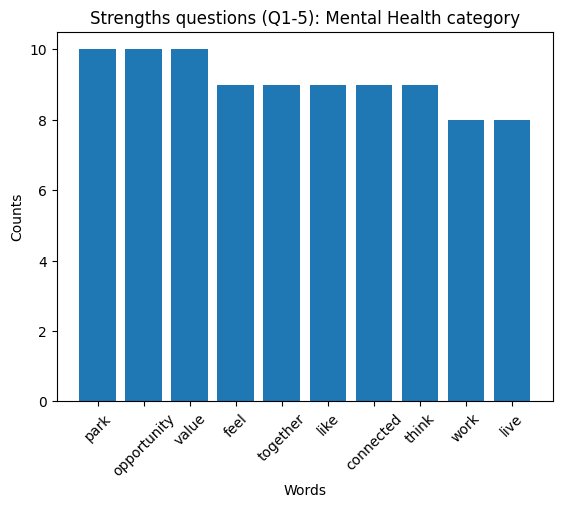 Strengths questions (Q1-5): Mental Health category
10
8
6
4
2
0
Counts
park
opportunity
value
feel
together
like
connected
think
work
live
Words